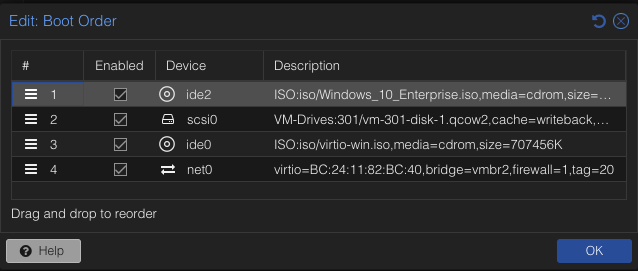 Edit: Boot Order
# Enabled Device Description
1 ide2 ISO:iso/Windows_10_Enterprise.iso,media=cdrom,size=...
2 scsi0 VM-Drives:301/vm-301-disk-1.qcow2,cache=writeback,...
3 ide0 ISO:iso/virtio-win.iso,media=cdrom,size=707456K
4 net0 virtio=BC:24:11:82:BC:40,bridge=vmbr2,firewall=1,tag=20
Drag and drop to reorder
Help OK